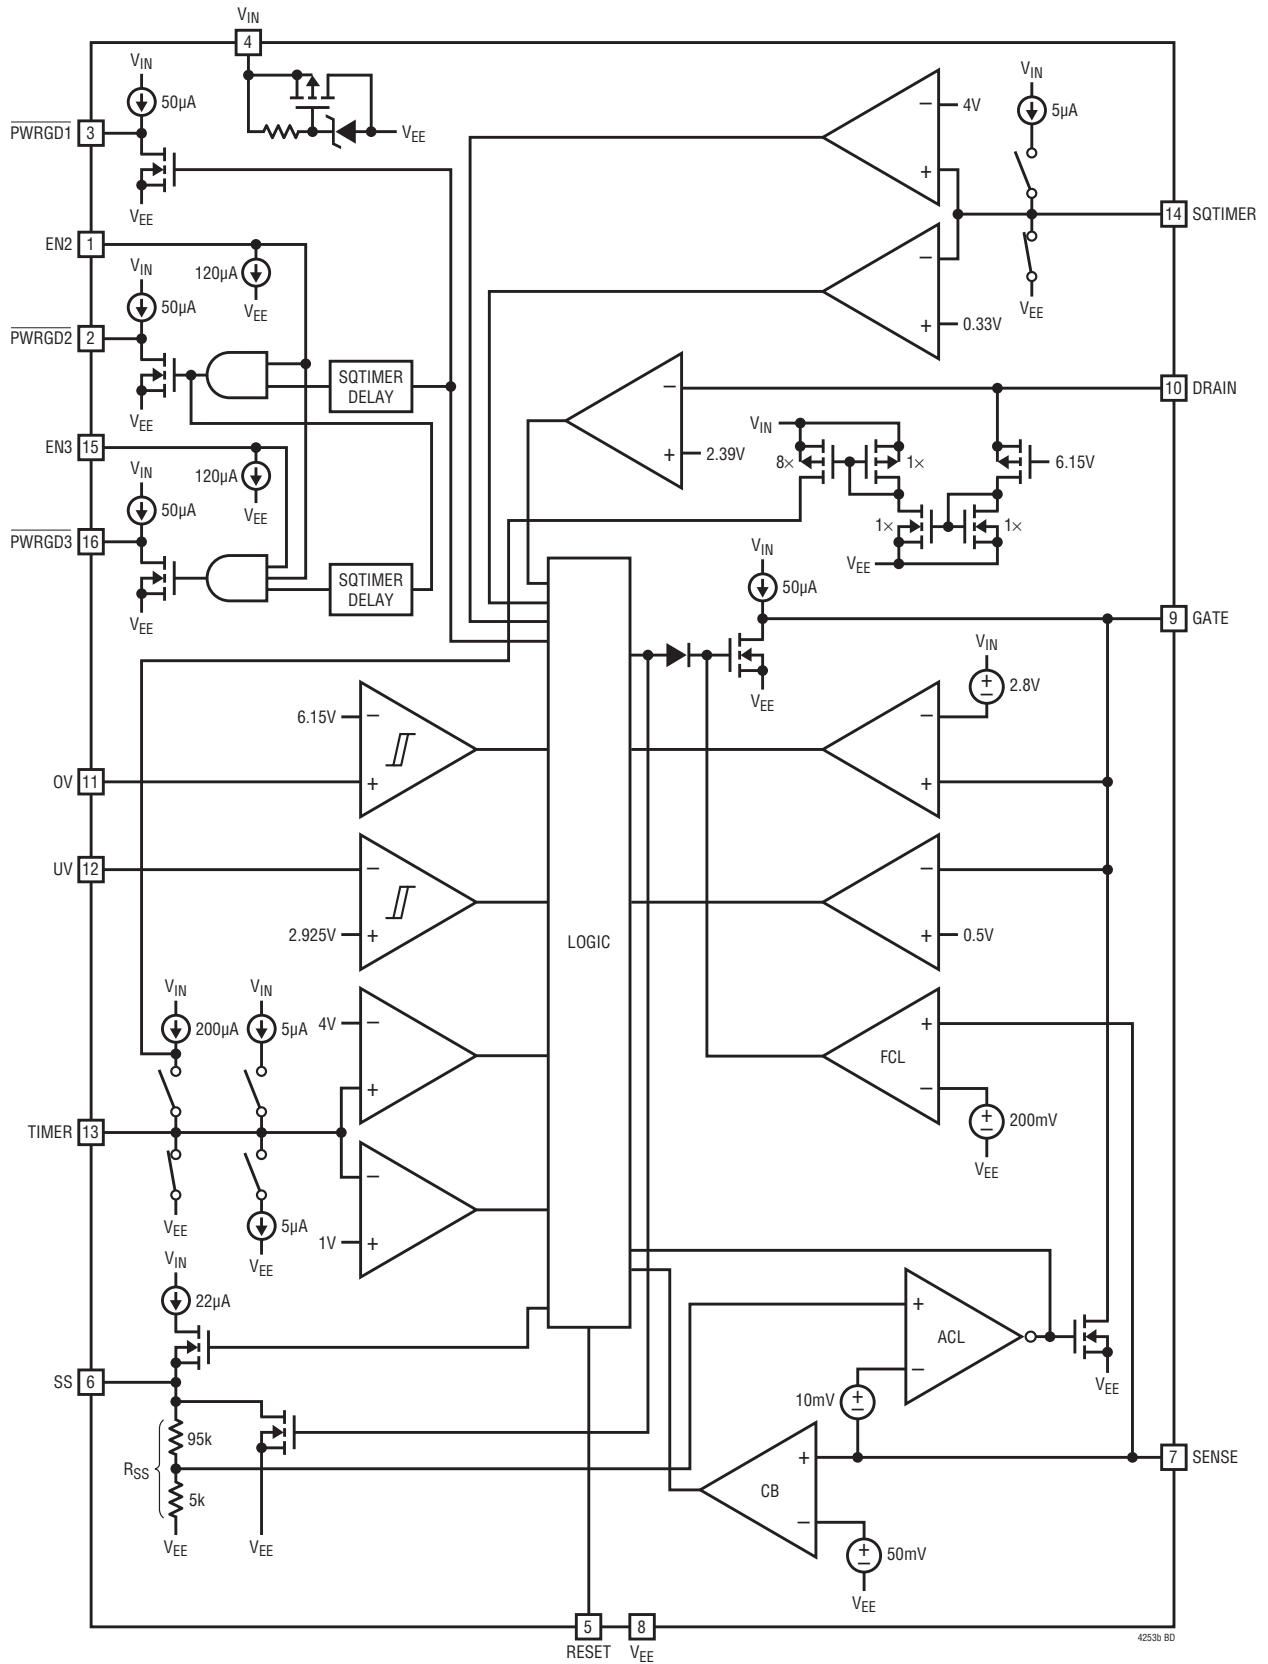 VIN
4
VIN
50µA
PWRGD1
3
VEE
VEE
4V
−
+
VIN
5µA
14
SQTIMER
EN2
1
120µA
VEE
VIN
50µA
PWRGD2
2
VEE
SQTIMER
DELAY
−
+
0.33V
VEE
10
DRAIN
−
+
2.39V
VIN
8×
1×
6.15V
1×
1×
VEE
EN3
15
120µA
VEE
VIN
50µA
PWRGD3
16
VEE
SQTIMER
DELAY
VIN
50µA
VEE
9
GATE
VIN
+
−
2.8V
−
+
6.15V
−
+
OV
11
UV
12
−
+
2.925V
LOGIC
−
+
0.5V
VIN
200µA
VIN
5µA
4V
−
+
FCL
+
−
+
−
200mV
VEE
TIMER
13
−
+
1V
VEE
5µA
VEE
VIN
22µA
SS
6
RSS
95k
5k
VEE
VEE
+
−
ACL
VEE
10mV
+
−
+
−
CB
7
SENSE
+
−
50mV
VEE
5
RESET
8
VEE
4253b BD